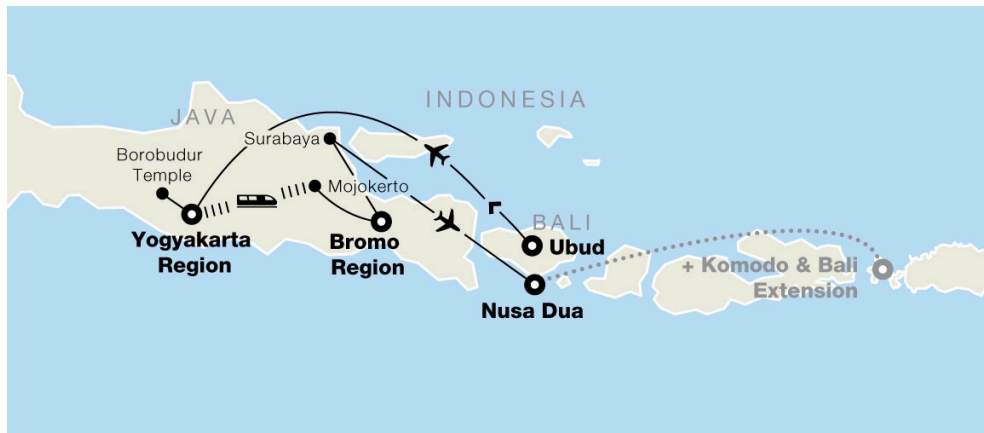 INDONESIA
JAVA
Surabaya
Borobudur
Temple
Mojokerto
BALI
Yogyakarta
Region
Bromo
Region
Ubud
+ Komodo & Bali
Extension
Nusa Dua